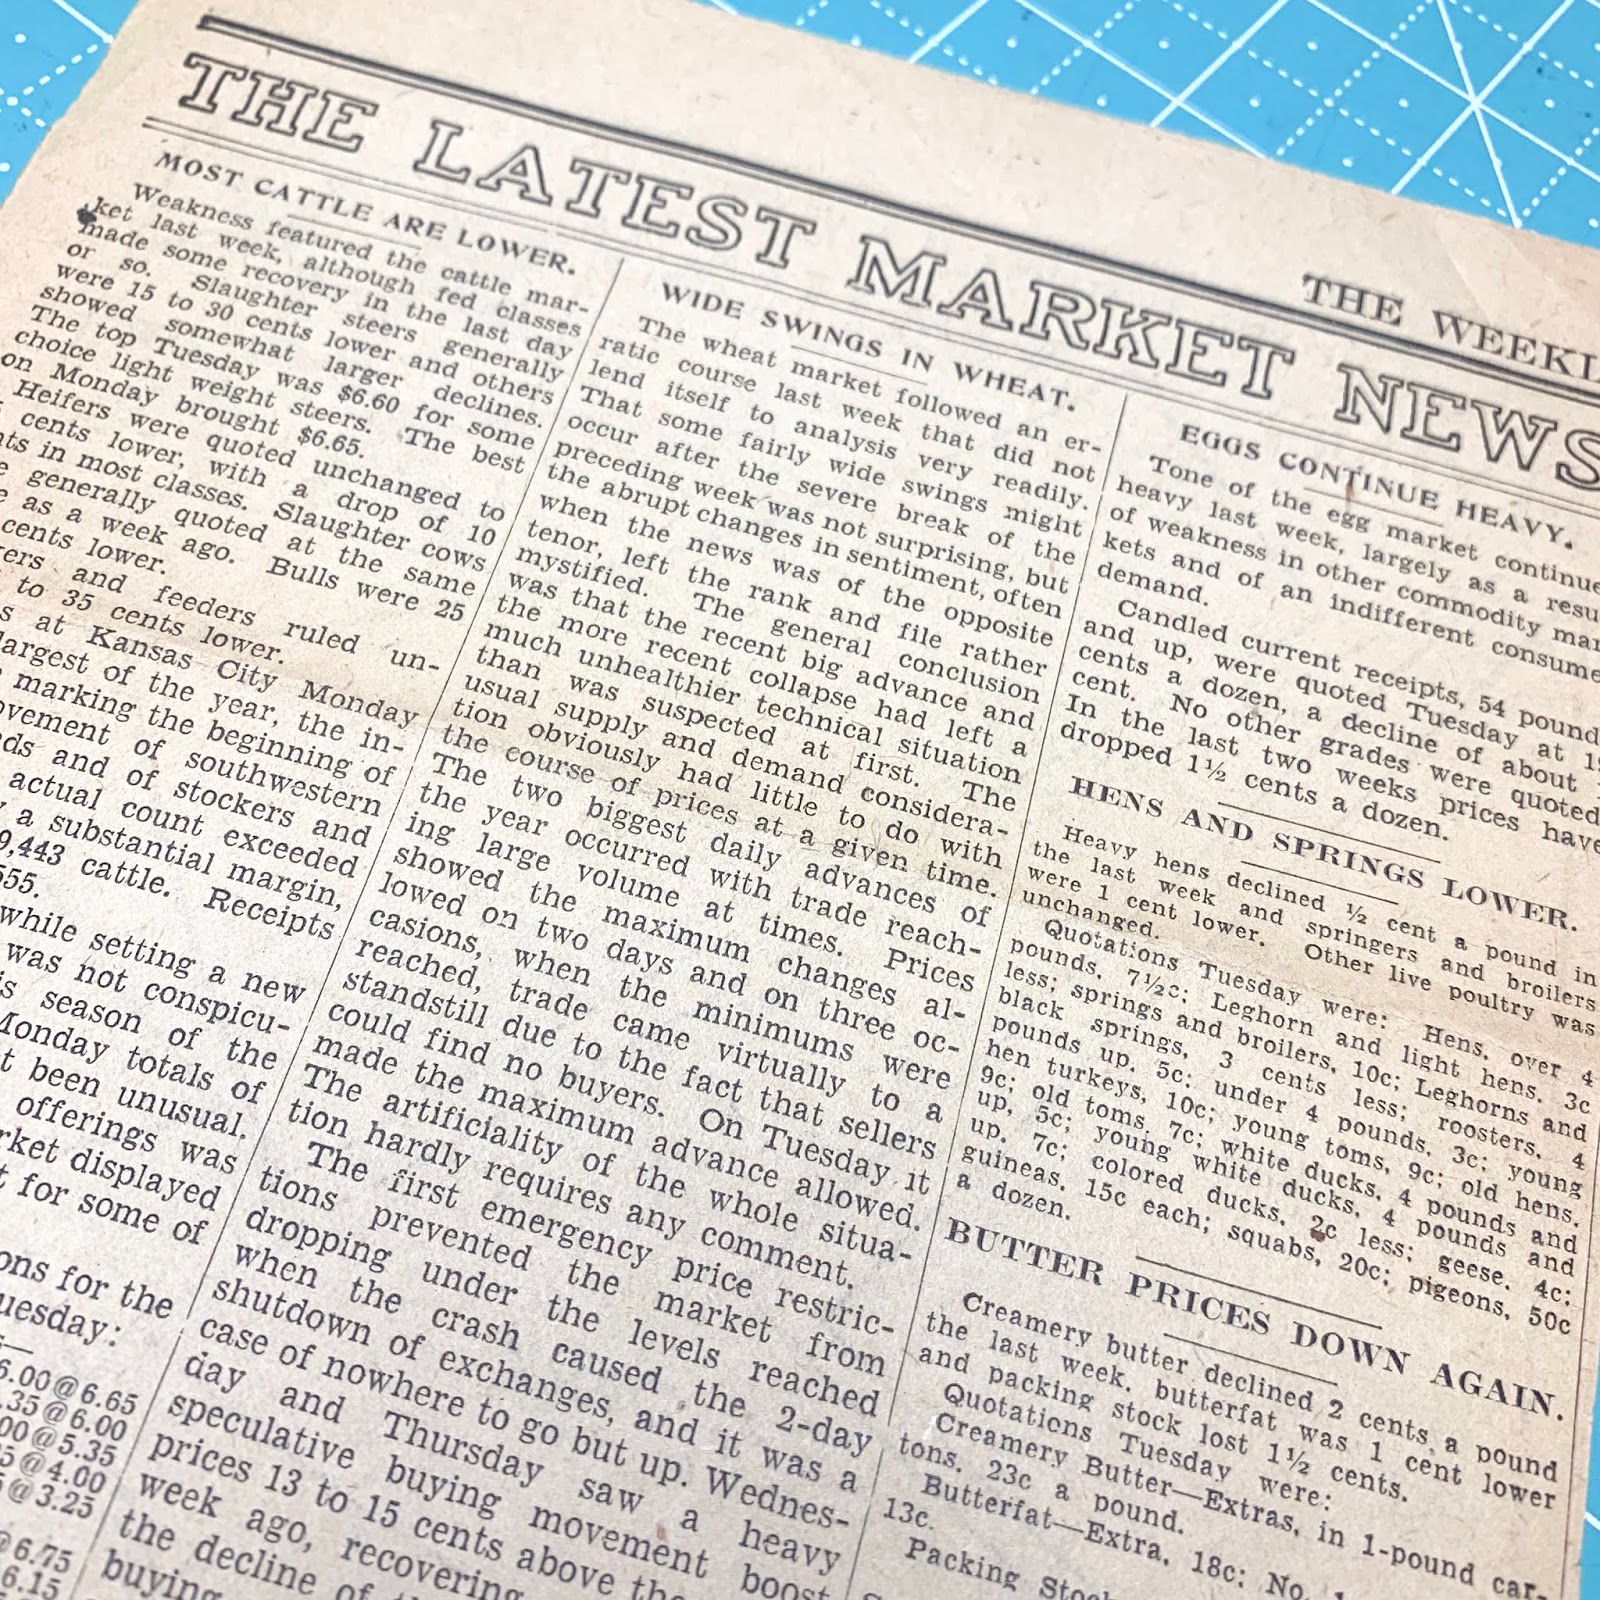 THE LATEST MARKET NEWS
THE WEEKL
MOST CATTLE ARE LOWER.
Weakness featured the cattle mar-
ket last week, although fed classes
made some recovery in the last day
or so. Slaughter steers generally
were 15 to 30 cents lower and others
showed somewhat larger declines.
The top Tuesday was $6.60 for some
choice light weight steers. The best
on Monday brought $6.65.
Heifers were quoted unchanged to
cents lower, with a drop of 10
in most classes. Slaughter cows
generally quoted at the same
as a week ago. Bulls were 25
cents lower.
and feeders ruled un-
to 35 cents lower.
at Kansas City Monday
largest of the year, the in-
marking the beginning of
of southwestern
and of stockers and
actual count exceeded
a substantial margin,
9,443 cattle. Receipts
555.
while setting a new
was not conspicu-
season of the
Monday totals of
been unusual.
offerings was
displayed
for some of
for the
uesday:
6.00@6.65
.35@6.00
00@5.35
@4.00
@3.25
@6.75
6.15
WIDE SWINGS IN WHEAT.
The wheat market followed an er-
ratic course last week that did not
lend itself to analysis very readily.
That some fairly wide swings might
occur after the severe break of the
preceding week was not surprising, but
the abrupt changes in sentiment, often
when the news was of the opposite
tenor, left the rank and file rather
mystified. The general conclusion
was that the recent big advance and
the more recent collapse had left a
much unhealthier technical situation
than was suspected at first. The
usual supply and demand considera-
tion obviously had little to do with
the course of prices at a given time.
The two biggest daily advances of
the year occurred with trade reach-
ing large volume at times. Prices
showed the maximum changes al-
lowed on two days and on three oc-
casions, when the minimums were
reached, trade came virtually to a
standstill due to the fact that sellers
could find no buyers. On Tuesday it
made the maximum advance allowed.
The artificiality of the whole situa-
tion hardly requires any comment.
The first emergency price restric-
tions prevented the market from
dropping under the levels reached
when the crash caused the 2-day
shutdown of exchanges, and it was a
case of nowhere to go but up. Wednes-
day and Thursday saw a heavy
speculative buying movement boost
prices 13 to 15 cents above the
week ago, recovering
the decline of
buying
EGGS CONTINUE HEAVY.
Tone of the egg market continue
heavy last week, largely as a resu
of weakness in other commodity mar
kets and of an indifferent consume
demand.
Candled current receipts, 54 pound
and up, were quoted Tuesday at 1
cents a dozen, a decline of about
cent. No other grades were quoted
In the last two weeks prices have
dropped 1½ cents a dozen.
HENS AND SPRINGS LOWER.
Heavy hens declined ½ cent a pound in
the last week and springers and broilers
were 1 cent lower. Other live poultry was
unchanged.
Quotations Tuesday were: Hens, over 4
pounds, 7½c; Leghorn and light hens, 3c
less; springs and broilers, 10c; Leghorns and
black springs, 3 cents less; roosters, 4
pounds up, 5c; under 4 pounds, 3c; young
hen turkeys, 10c; young toms, 9c; old hens,
9c; old toms, 7c; white ducks, 4 pounds and
up, 5c; young white ducks, 4 pounds and
up, 7c; colored ducks, 2c less; geese, 4c;
guineas, 15c each; squabs, 20c; pigeons, 50c
a dozen.
BUTTER PRICES DOWN AGAIN.
Creamery butter declined 2 cents a pound
the last week, butterfat was 1 cent lower
and packing stock lost 1½ cents.
Quotations Tuesday were:
Creamery Butter—Extras, in 1-pound car-
tons, 23c a pound.
Butterfat—Extra, 18c; No.
13c.
Packing Stoc